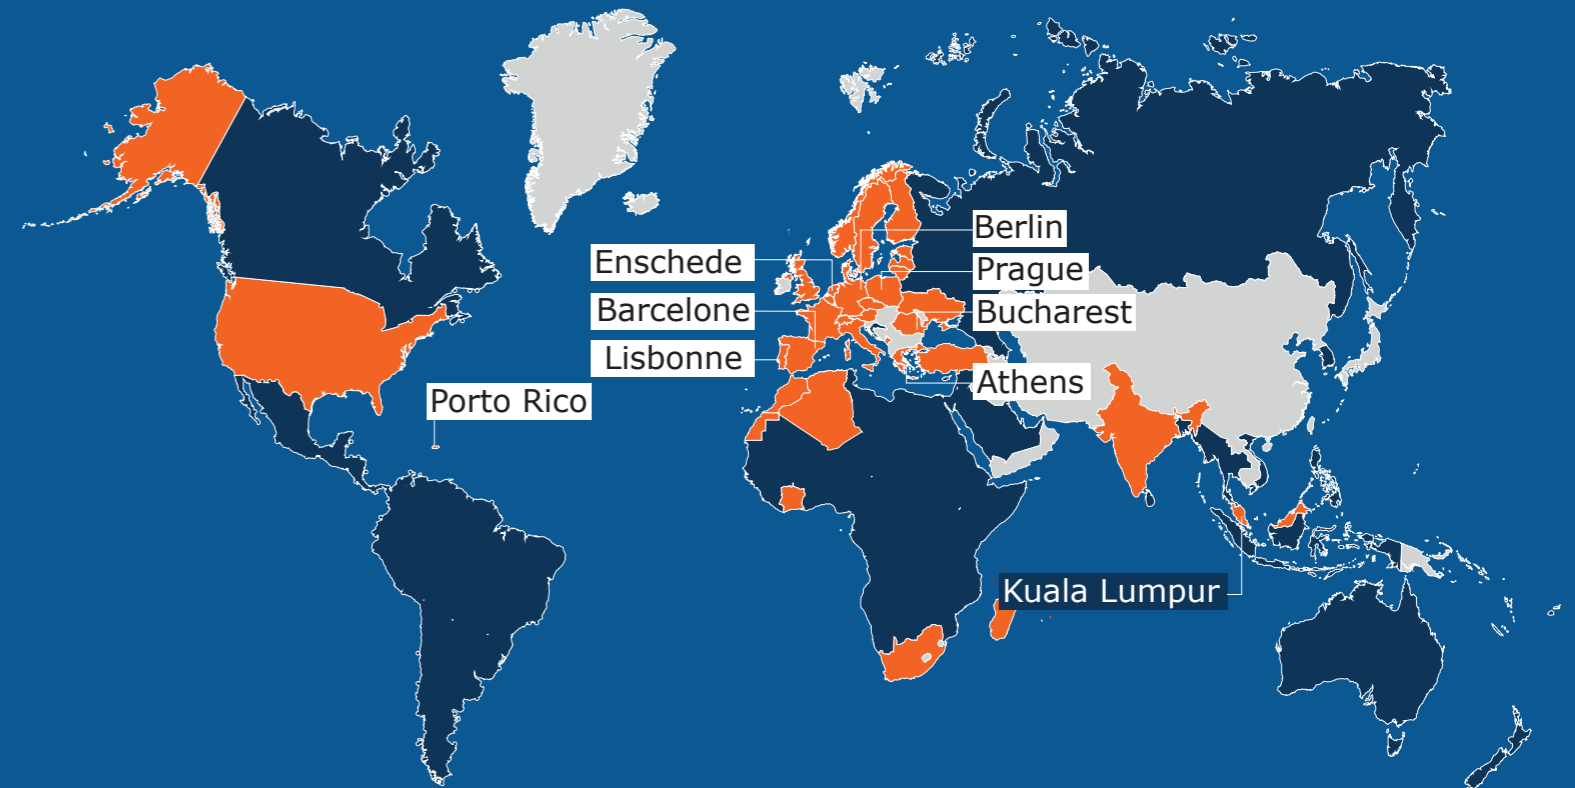 Berlin
Enschede
Prague
Barcelone
Bucharest
Lisbonne
Athens
Porto Rico
Kuala Lumpur